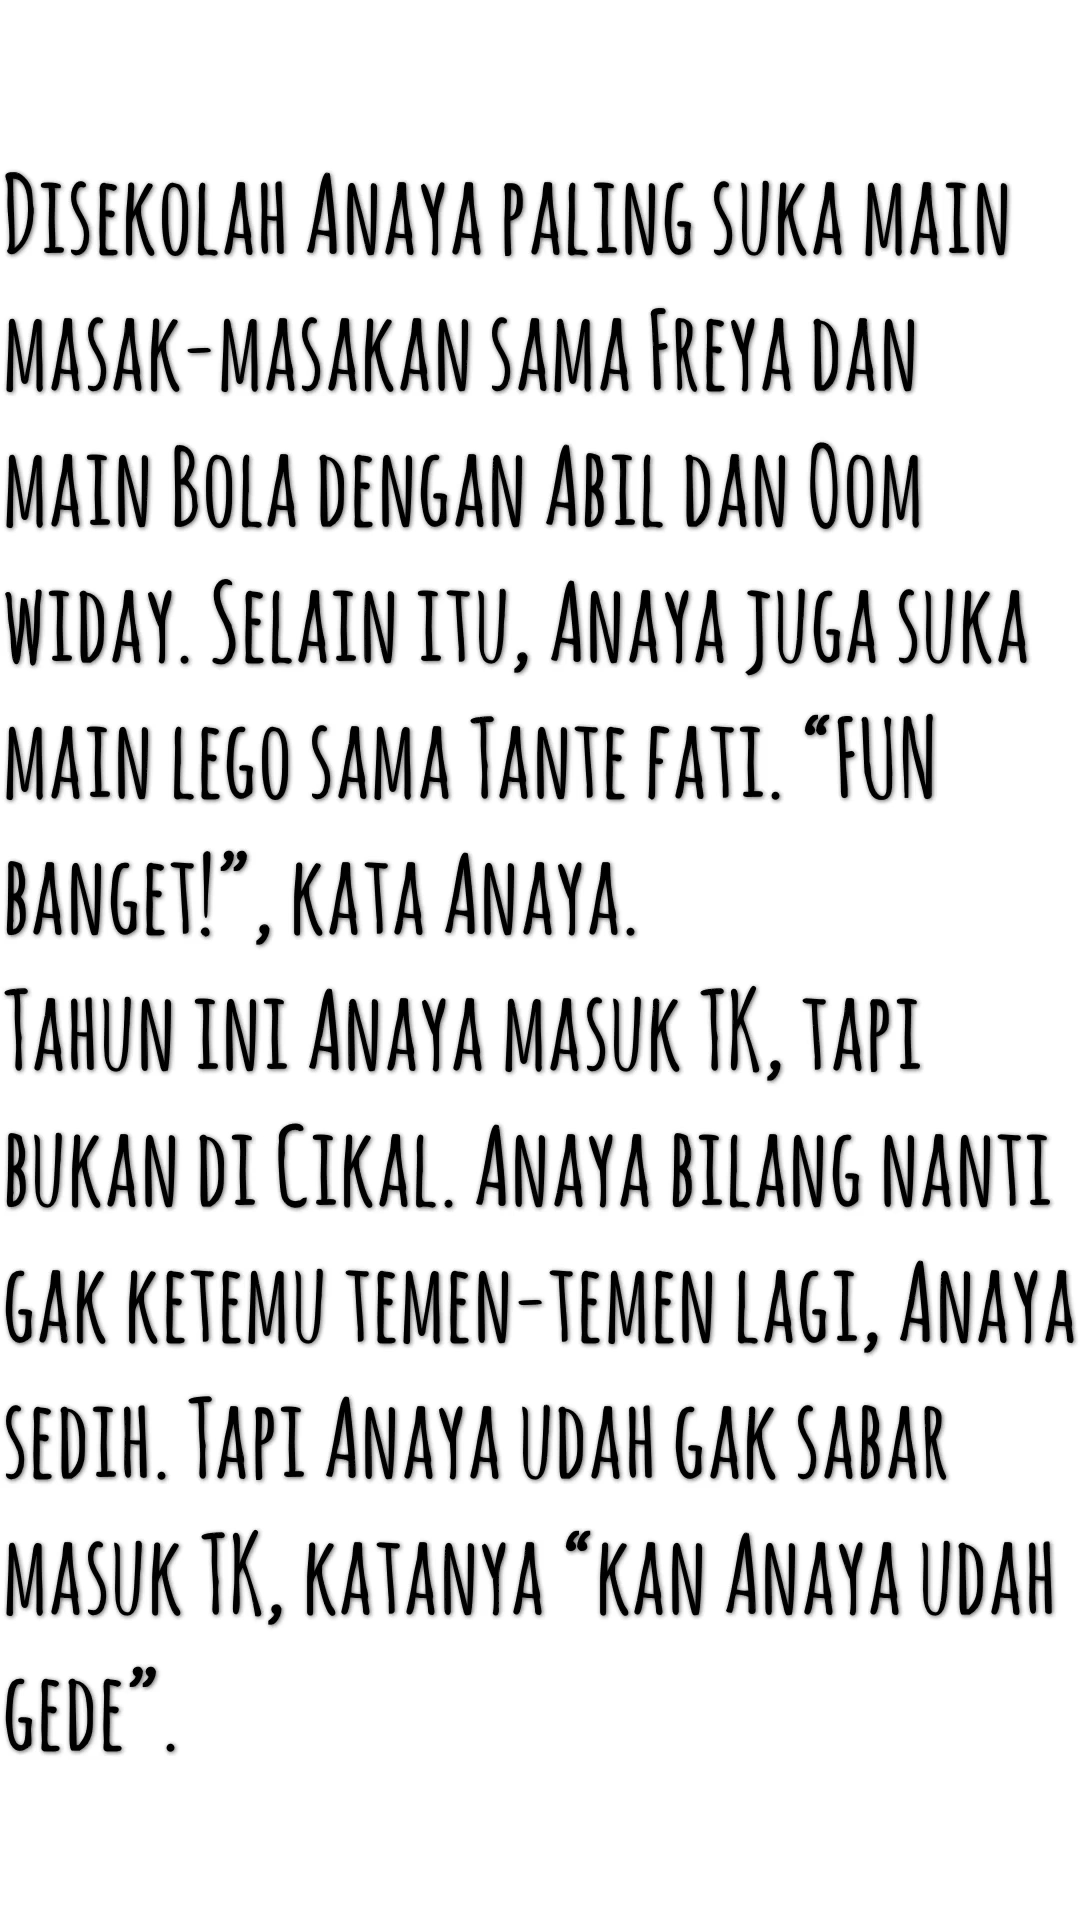 Disekolah Anaya paling suka main
masak-masakan sama Freya dan
main Bola dengan Abil dan Oom
widay. Selain itu, Anaya juga suka
main lego sama Tante fati. “FUN
banget!”, kata Anaya.
Tahun ini Anaya masuk TK, tapi
bukan di Cikal. Anaya bilang nanti
gak ketemu temen-temen lagi, Anaya
sedih. Tapi Anaya udah gak sabar
masuk TK, katanya “kan Anaya udah
gede”.